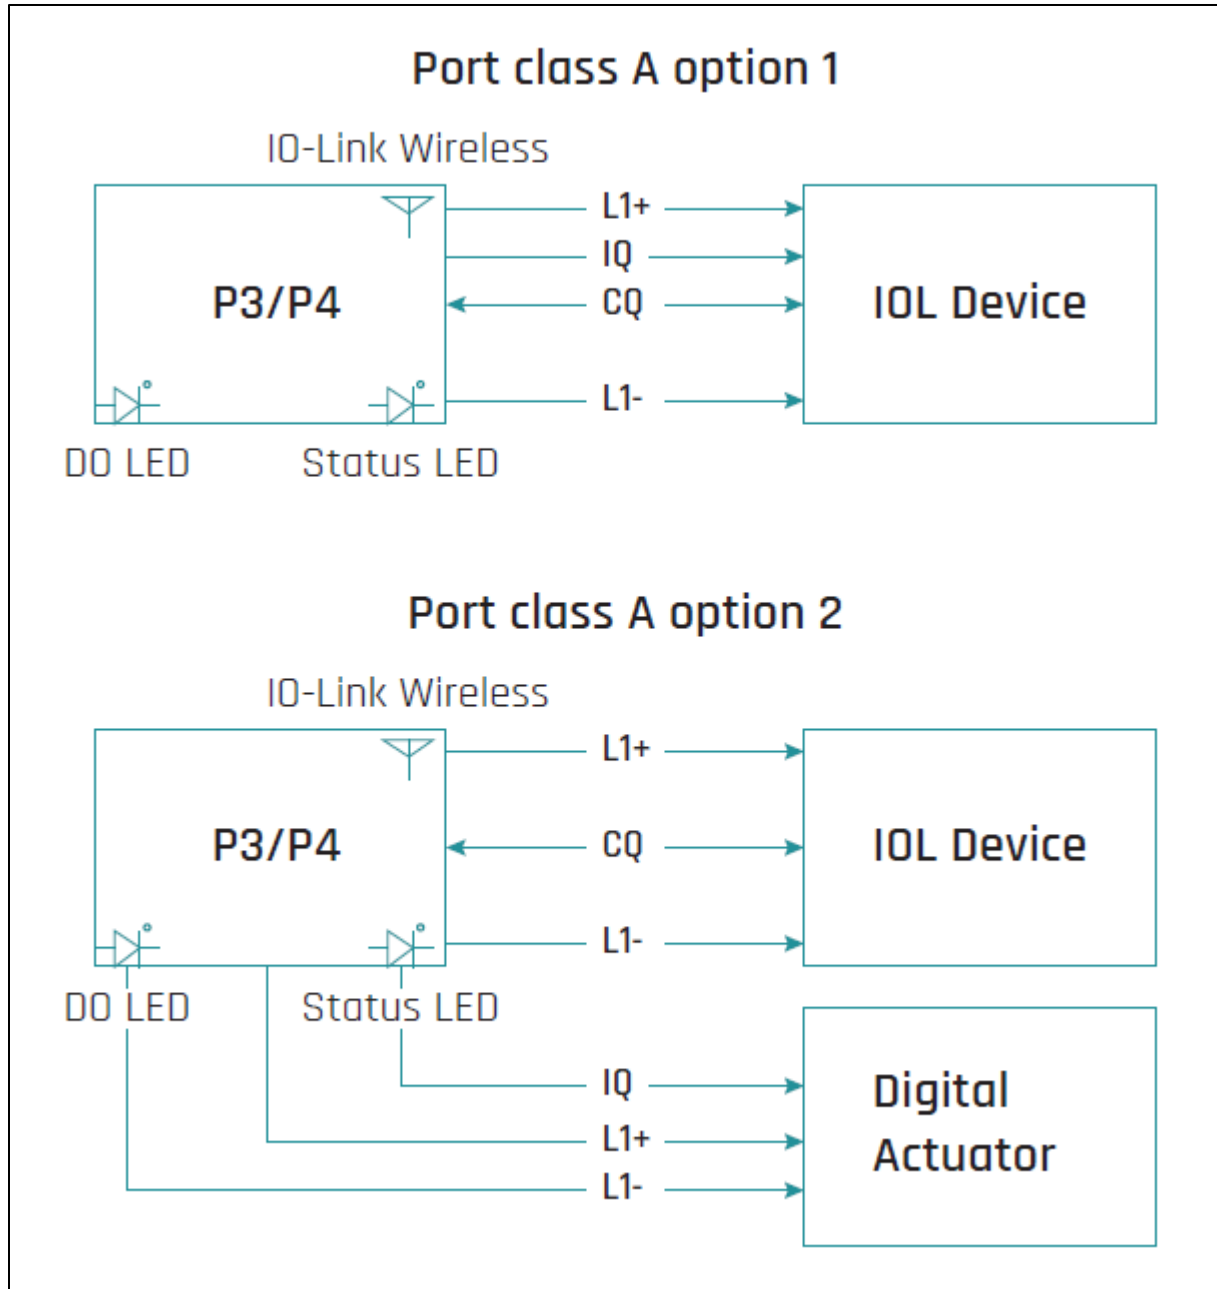 Port class A option 1
IO-Link Wireless
L1+
IQ
P3/P4
CQ
IOL Device
L1-
DO LED
Status LED
Port class A option 2
IO-Link Wireless
L1+
P3/P4
CQ
IOL Device
L1-
DO LED
Status LED
IQ
Digital
Actuator
L1+
L1-